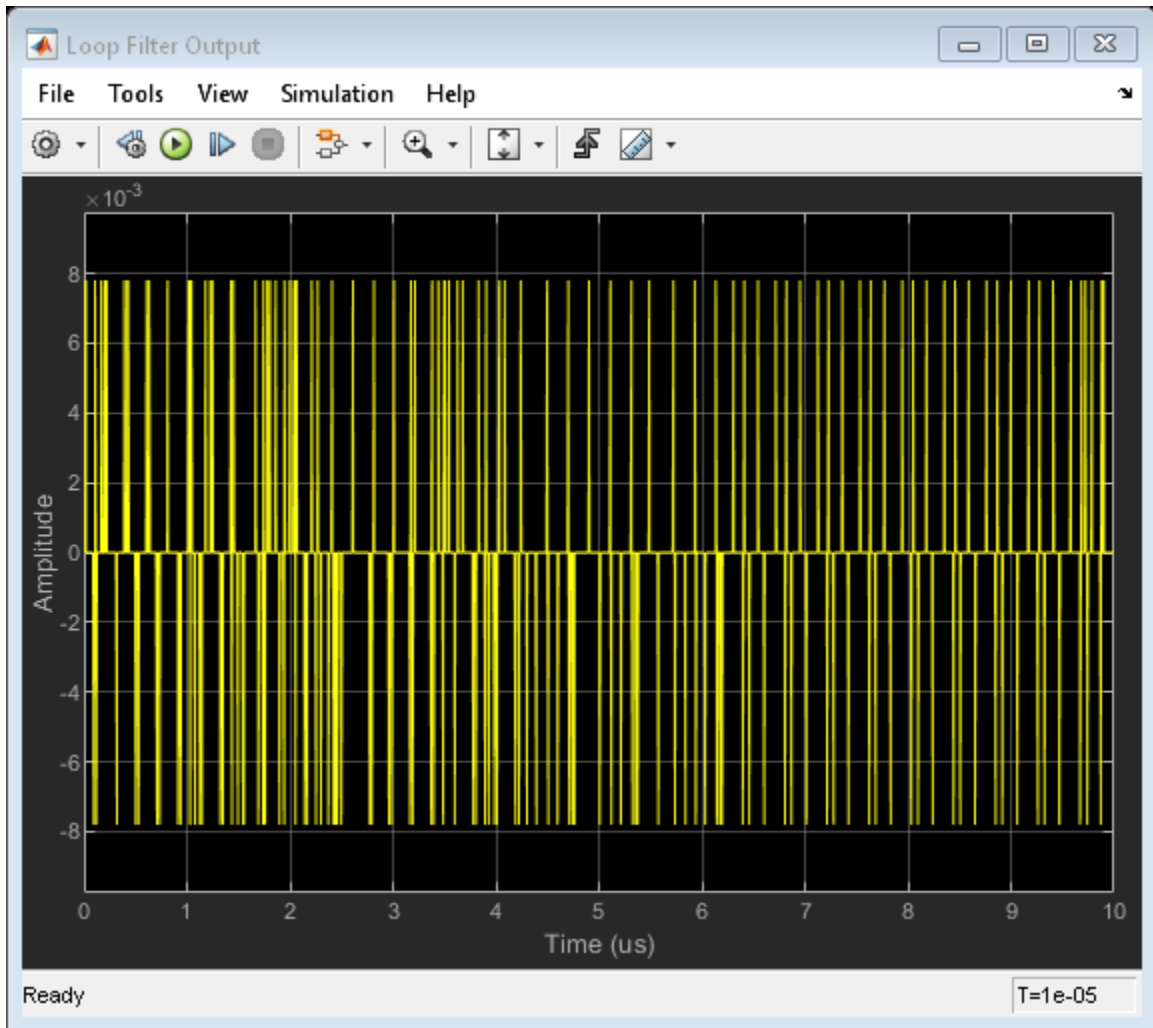 Loop Filter Output
File Tools View Simulation Help
×10-3
8
6
4
2
0
-2
-4
-6
-8
Amplitude
0 1 2 3 4 5 6 7 8 9 10
Time (us)
Ready T=1e-05